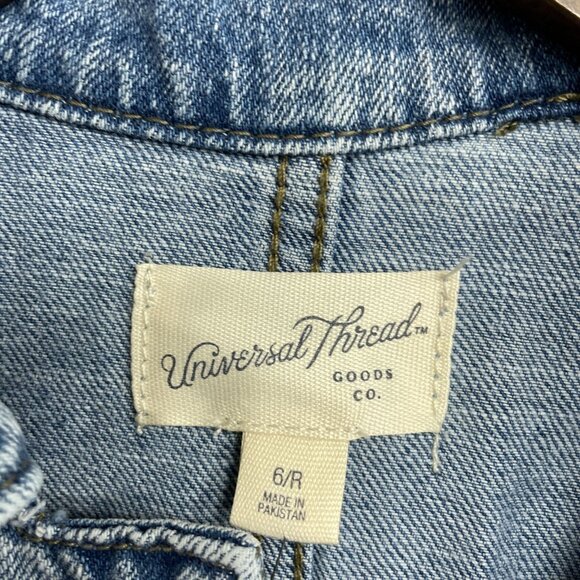 Universal Thread™
GOODS
CO.
6/R
MADE IN
PAKISTAN